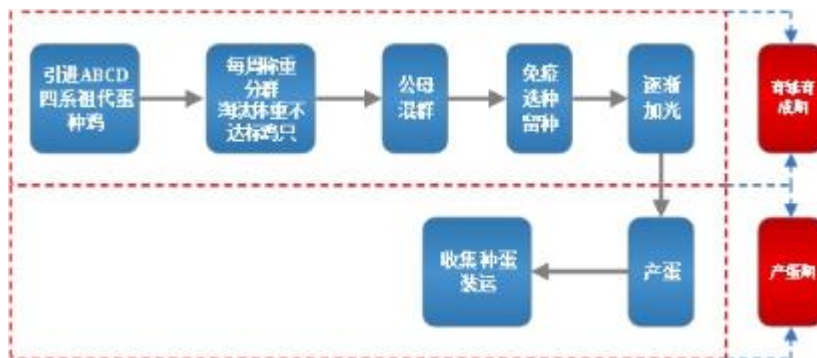 引进ABCD
四系祖代蛋
种鸡
每周称重
分群
淘汰体重不
达标鸡只
公母
混群
免疫
选种
留种
逐渐
加光
育雏育
成期
收集种蛋
装运
产蛋
产蛋期